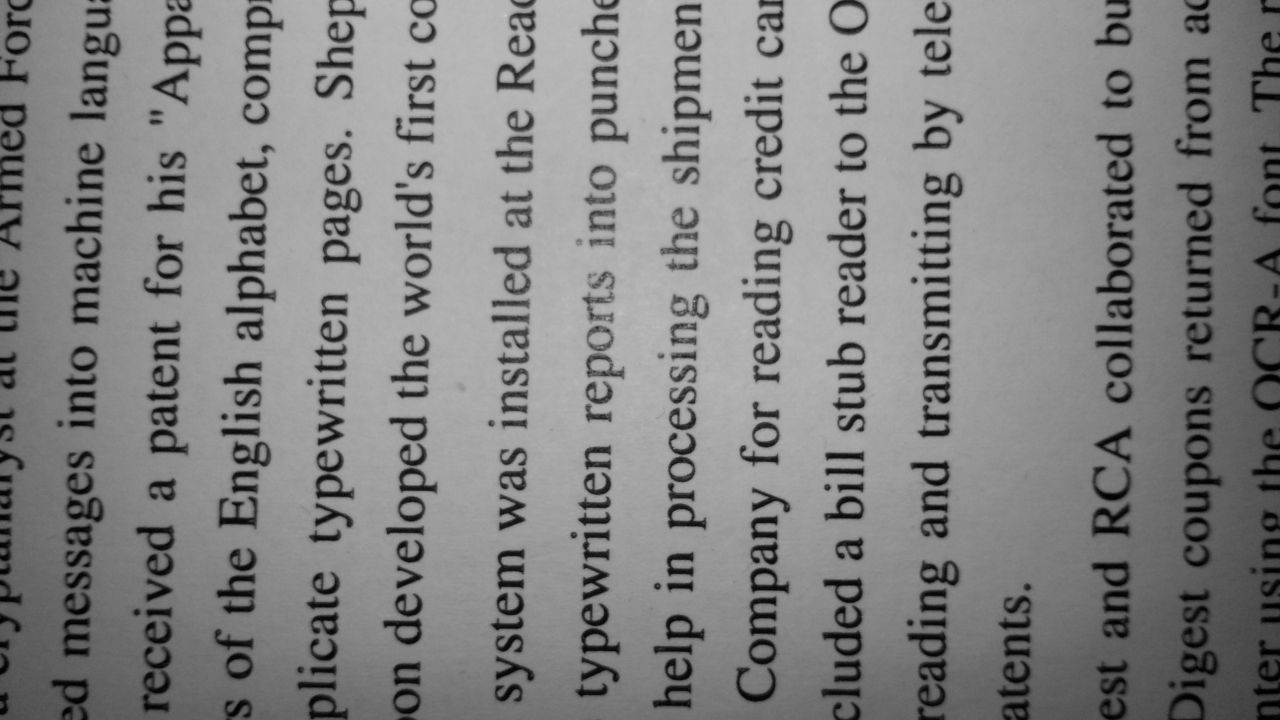 a cryptanalyst at the Armed Forc
ed messages into machine langua
received a patent for his "Appa
s of the English alphabet, compr
plicate typewritten pages. Shep
on developed the world's first co
system was installed at the Read
typewritten reports into punche
help in processing the shipmen
Company for reading credit car
cluded a bill stub reader to the O
reading and transmitting by tele
atents.
est and RCA collaborated to bu
Digest coupons returned from ad
nter using the OCR-A font. The r